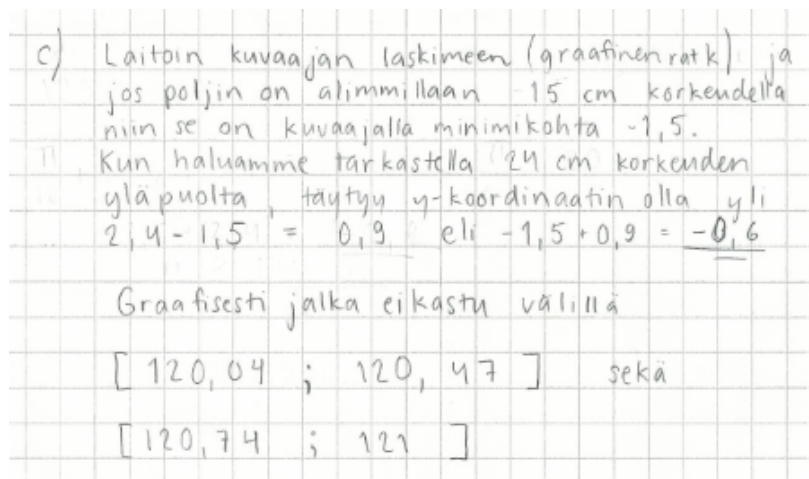 c) Laitoin kuvaajan laskimeen (graafinen ratk) ja
jos poljin on alimmillaan 15 cm korkeudella
niin se on kuvaajalla minimikohta -1,5.
Kun haluamme tarkastella 24 cm korkeuden
yläpuolta, täytyy y-koordinaatin olla yli
2,4 - 1,5 = 0,9 eli -1,5 + 0,9 = -0,6
Graafisesti jalka ei kastu välillä
[ 120,04 ; 120,47 ] sekä
[ 120,74 ; 121 ]